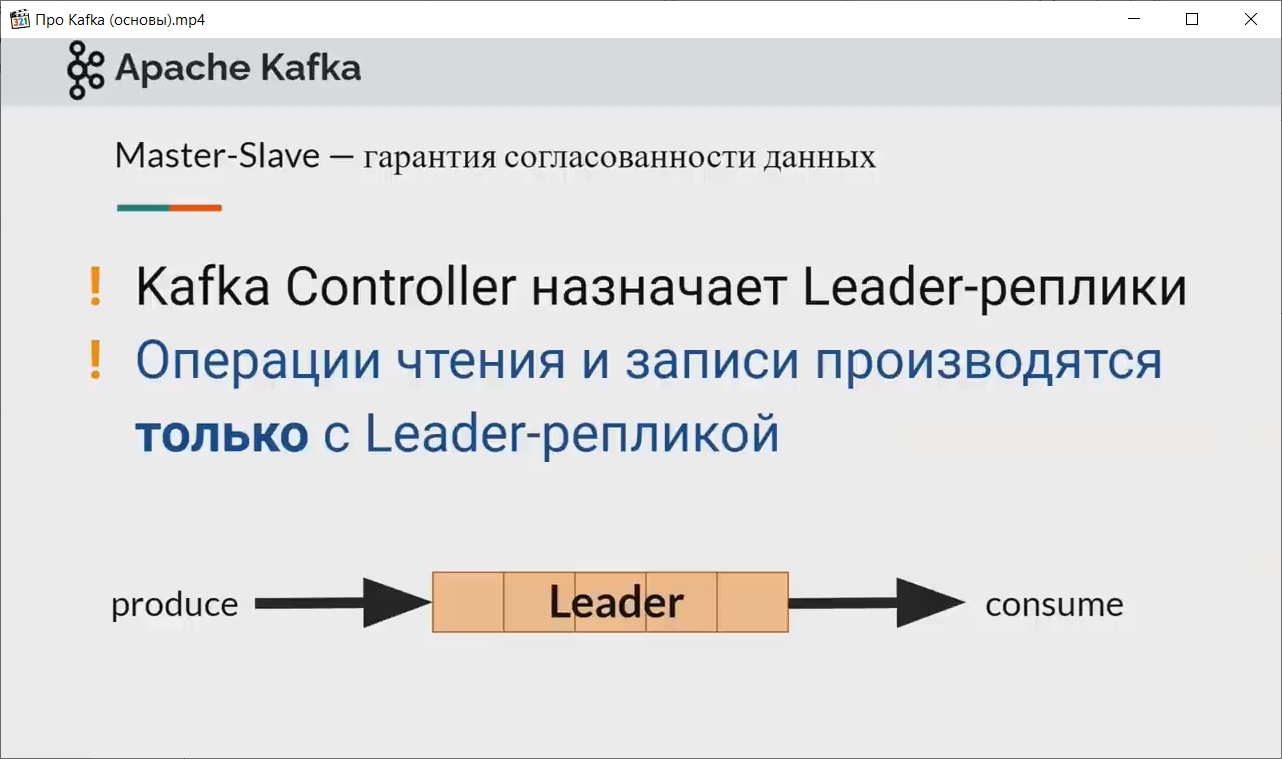 Про Kafka (основы).mp4
Apache Kafka
Master-Slave — гарантия согласованности данных
! Kafka Controller назначает Leader-реплики
! Операции чтения и записи производятся
только с Leader-репликой
produce Leader consume